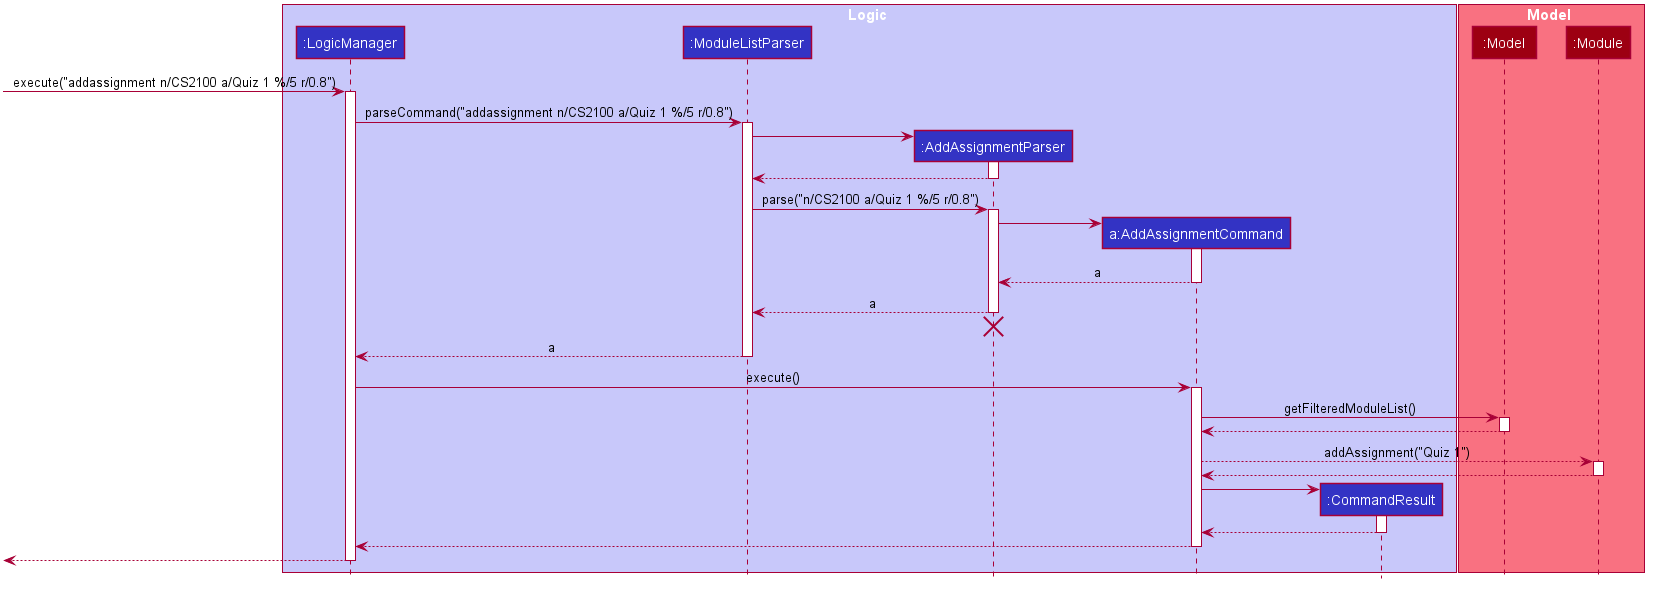 Logic
Model
:LogicManager
:ModuleListParser
:Model
:Module
execute("addassignment n/CS2100 a/Quiz 1 %/5 r/0.8")
parseCommand("addassignment n/CS2100 a/Quiz 1 %/5 r/0.8")
:AddAssignmentParser
parse("n/CS2100 a/Quiz 1 %/5 r/0.8")
a:AddAssignmentCommand
a
a
a
execute()
getFilteredModuleList()
addAssignment("Quiz 1")
:CommandResult